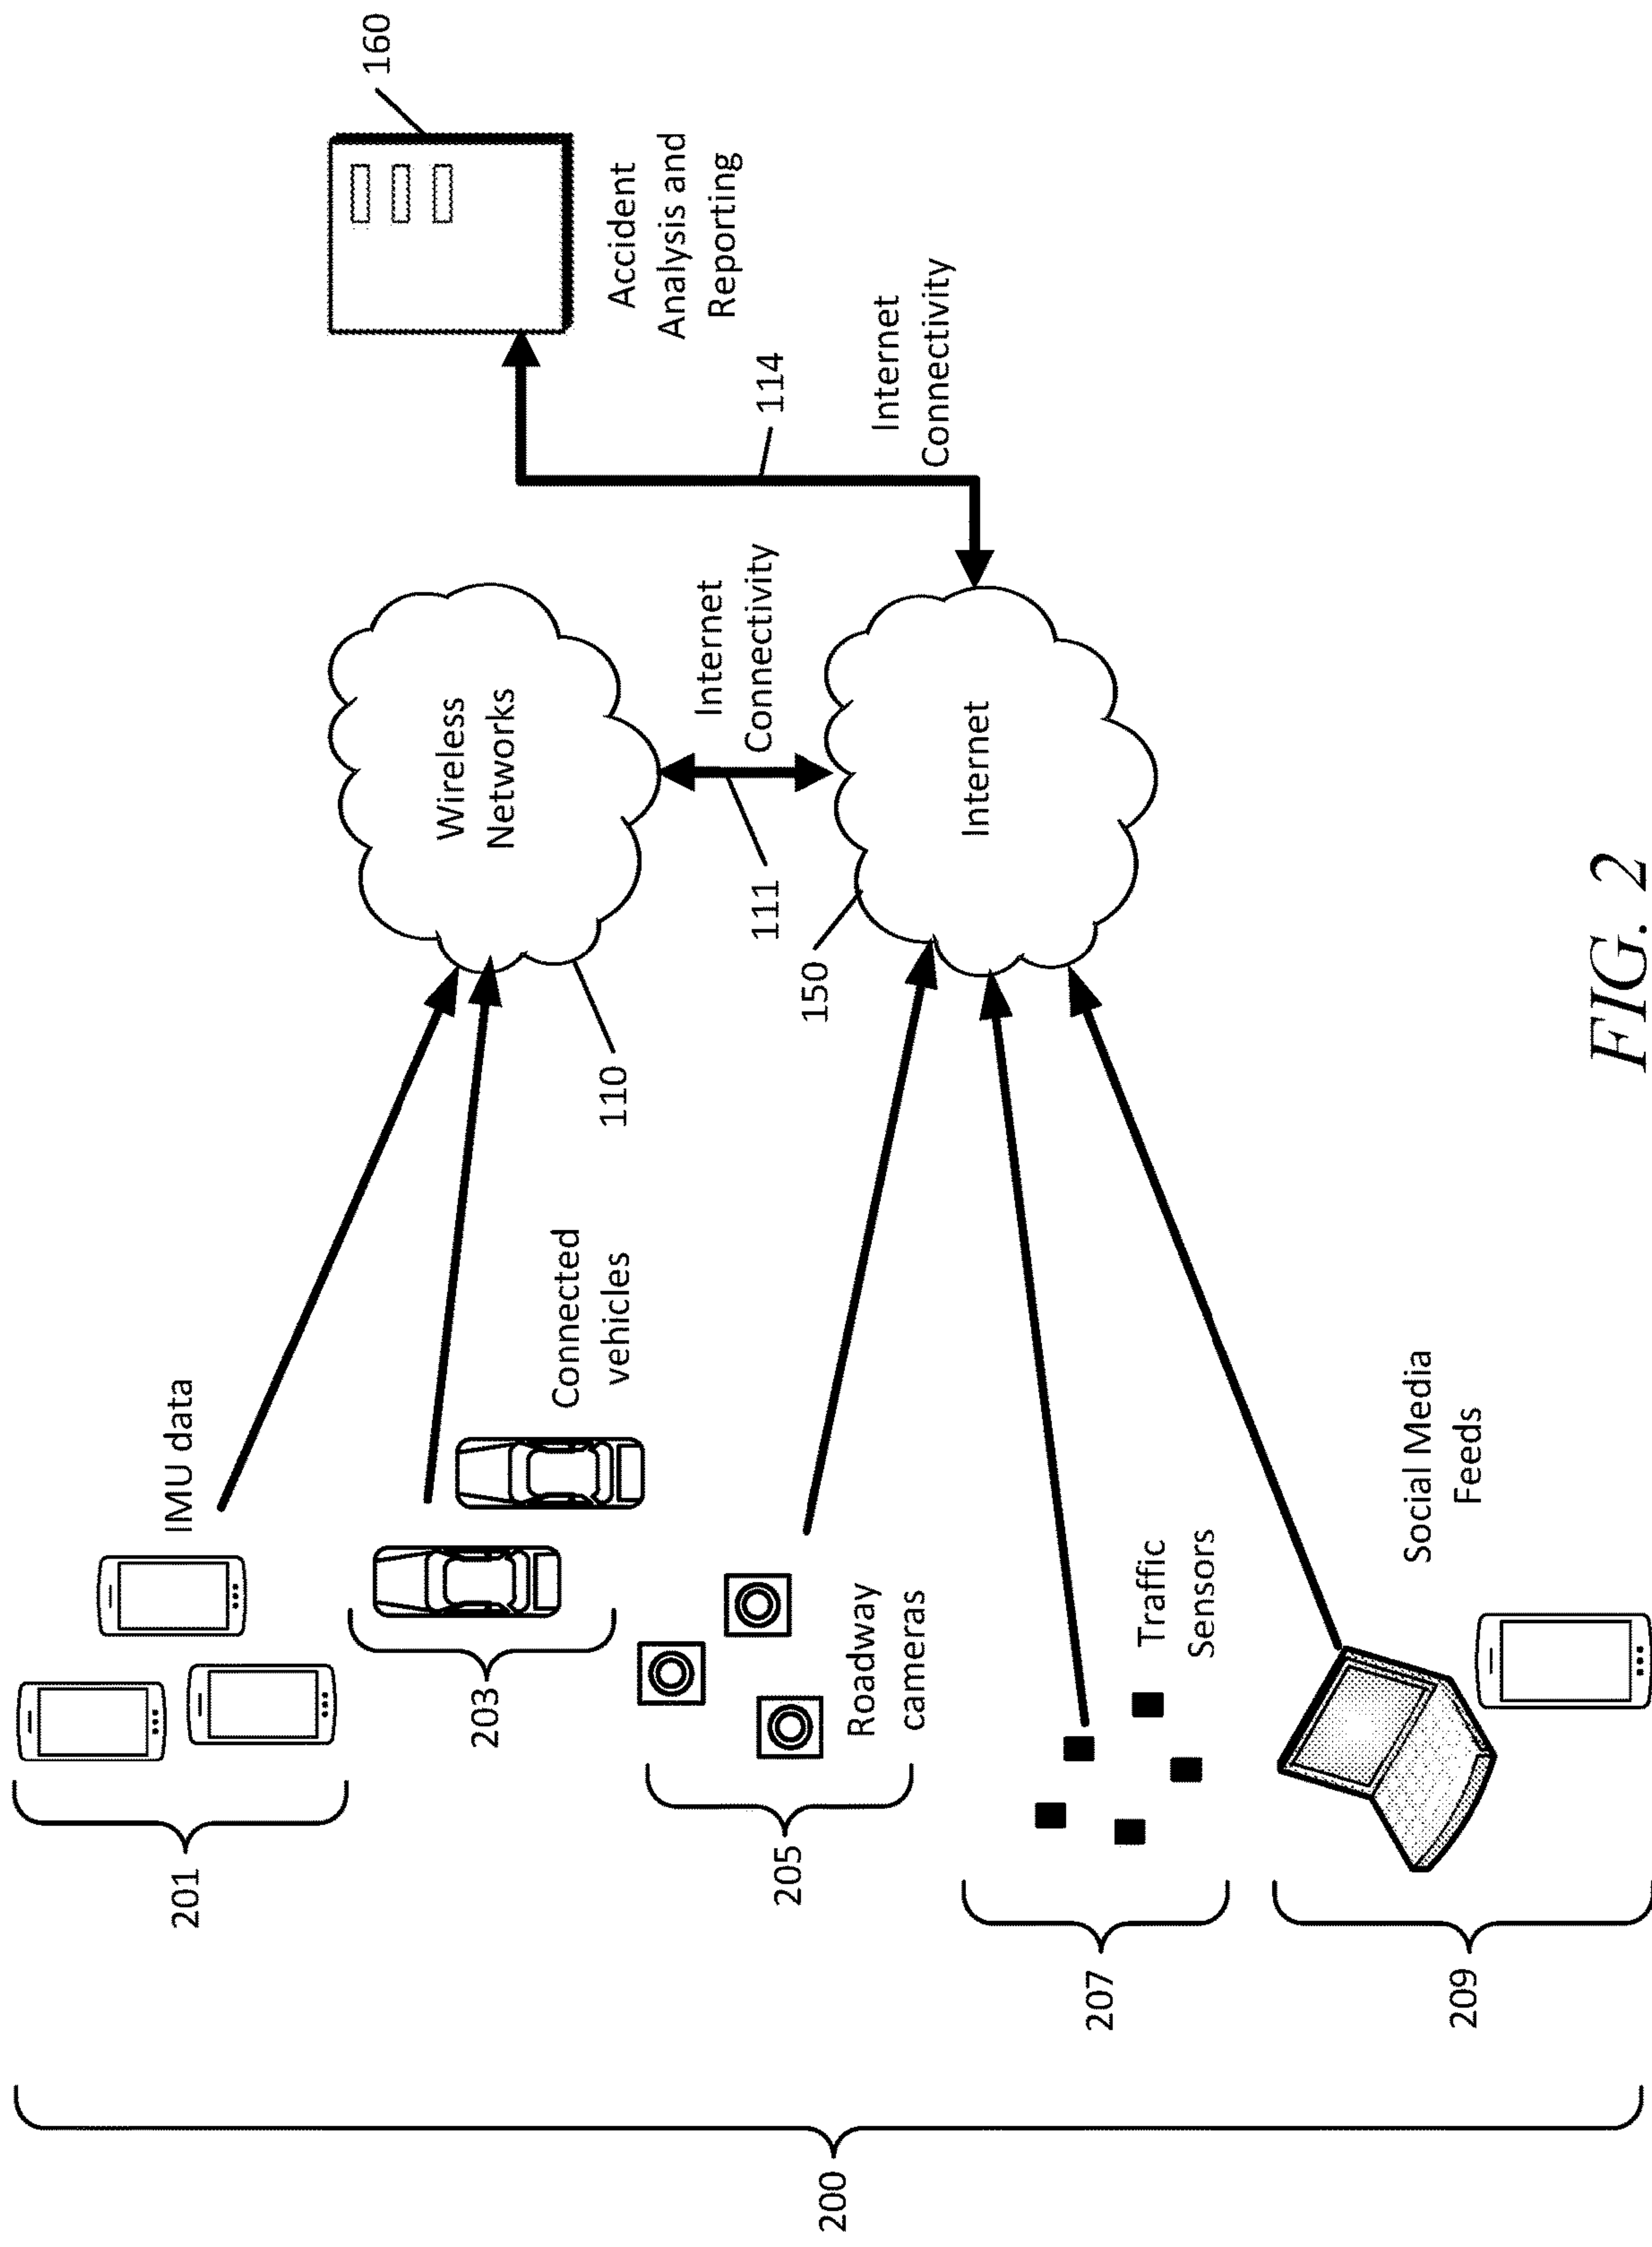 200
201
IMU data
203
Connected
vehicles
205
Roadway
cameras
207
Traffic
Sensors
209
Social Media
Feeds
110
Wireless
Networks
111
Internet
Connectivity
150
Internet
114
Internet
Connectivity
160
Accident
Analysis and
Reporting
FIG. 2